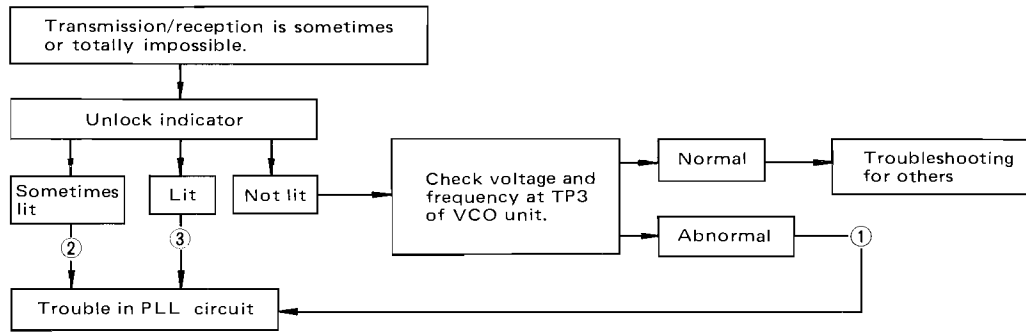 Transmission/reception is sometimes
or totally impossible.
Unlock indicator
Sometimes
lit
Lit
Not lit
Check voltage and
frequency at TP3
of VCO unit.
Normal
Troubleshooting
for others
Abnormal
①
②
③
Trouble in PLL circuit